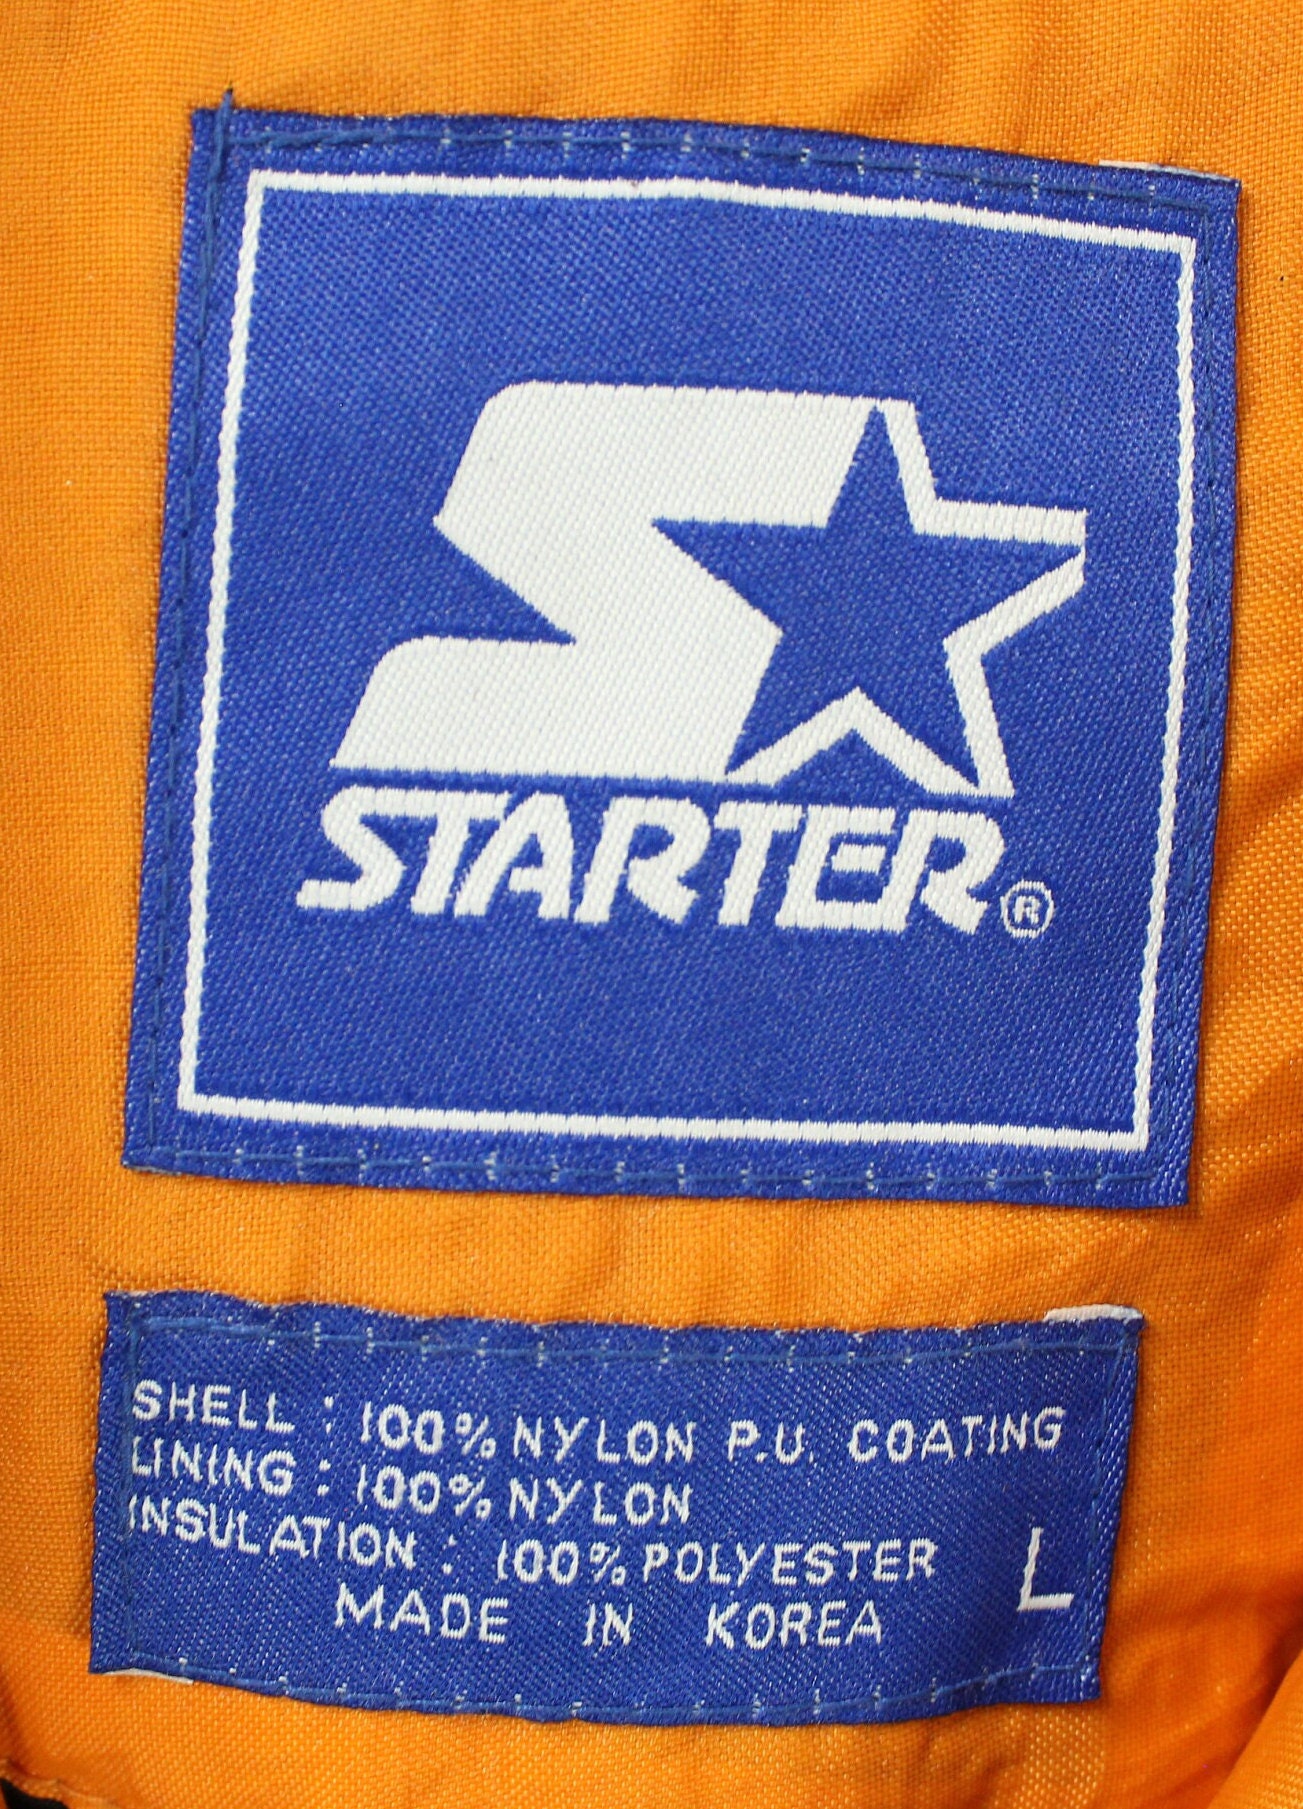 STARTER®
SHELL : 100% NYLON P.U. COATING
LINING : 100% NYLON
INSULATION : 100% POLYESTER
MADE IN KOREA
L